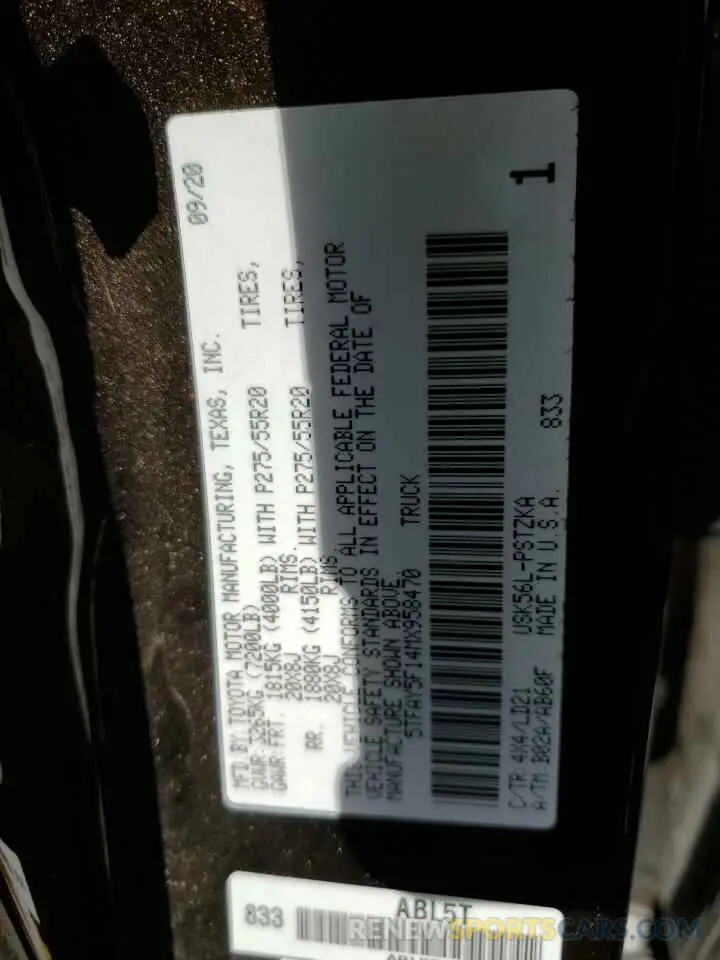 MFD BY TOYOTA MOTOR MANUFACTURING, TEXAS, INC. 09/20
GVWR 3265KG (7200LB)
GAWR FRT. 1815KG (4000LB) WITH P275/55R20 TIRES,
20X8J RIMS.
RR. 1880KG (4150LB) WITH P275/55R20 TIRES,
20X8J RIMS.
THIS VEHICLE CONFORMS TO ALL APPLICABLE FEDERAL MOTOR
VEHICLE SAFETY STANDARDS IN EFFECT ON THE DATE OF
MANUFACTURE SHOWN ABOVE.
5TFAY5F14MX958470 TRUCK
C/TR: 4X4/LD21 USK56L-PSTZKA
A/TM B02A/AB60F MADE IN U.S.A. 833
1
833 ABL5T
RENEWSPORTSCARS.COM